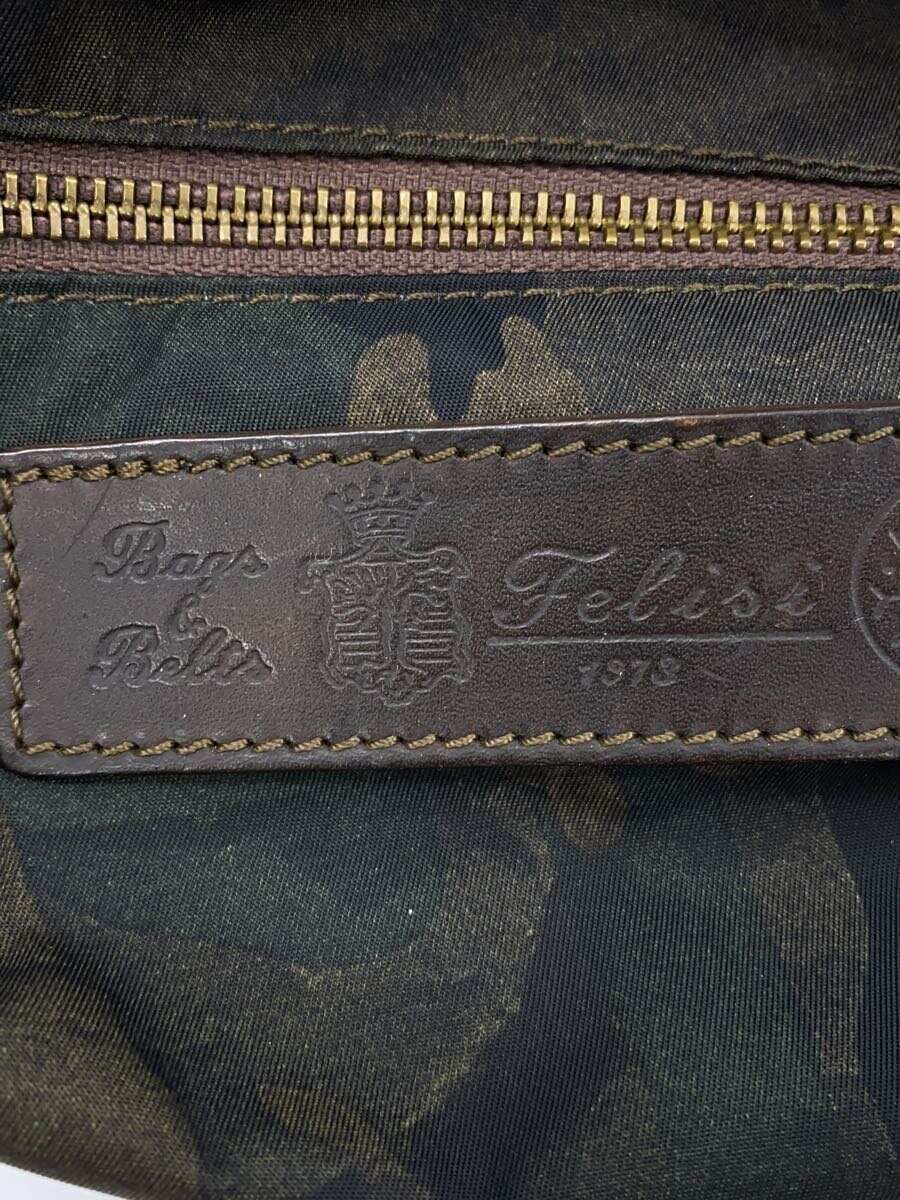 Bags
&
Belts
Felisi
1973